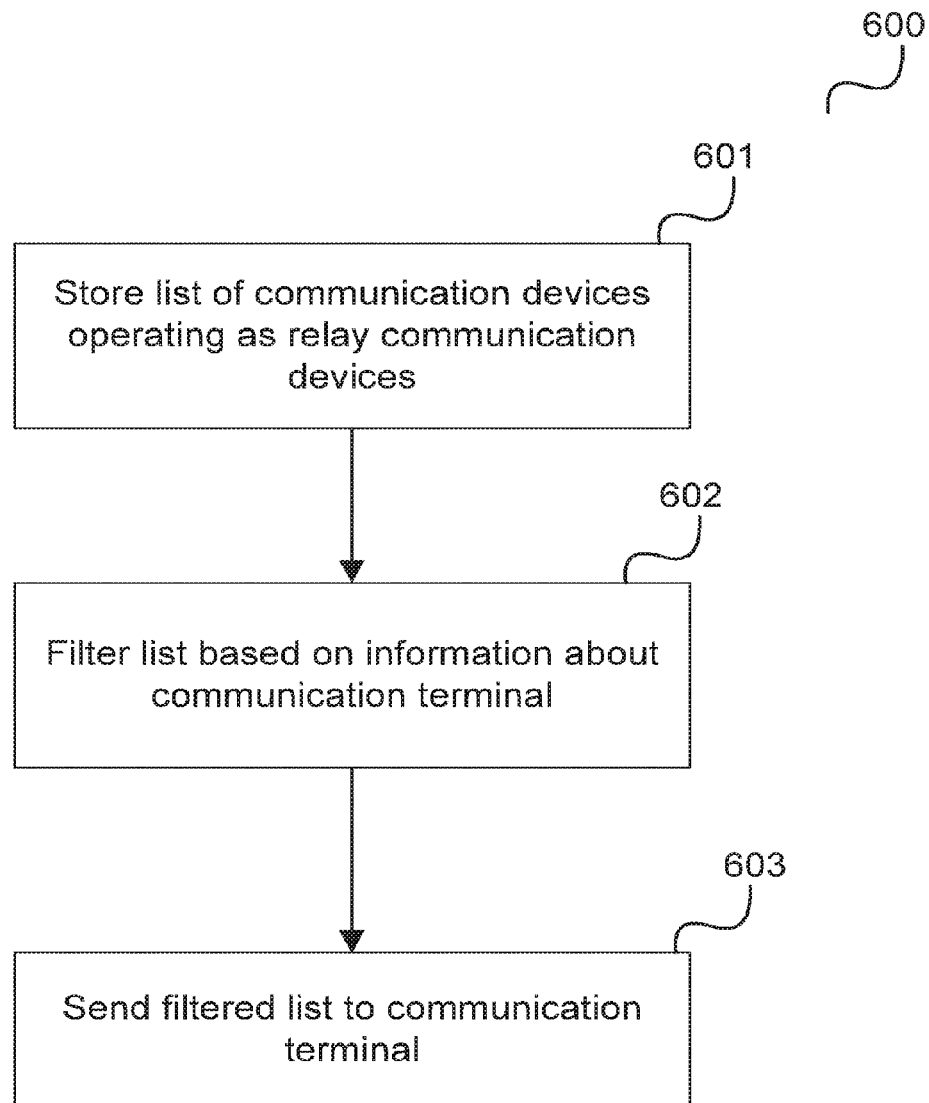 600
601
Store list of communication devices
operating as relay communication
devices
602
Filter list based on information about
communication terminal
603
Send filtered list to communication
terminal